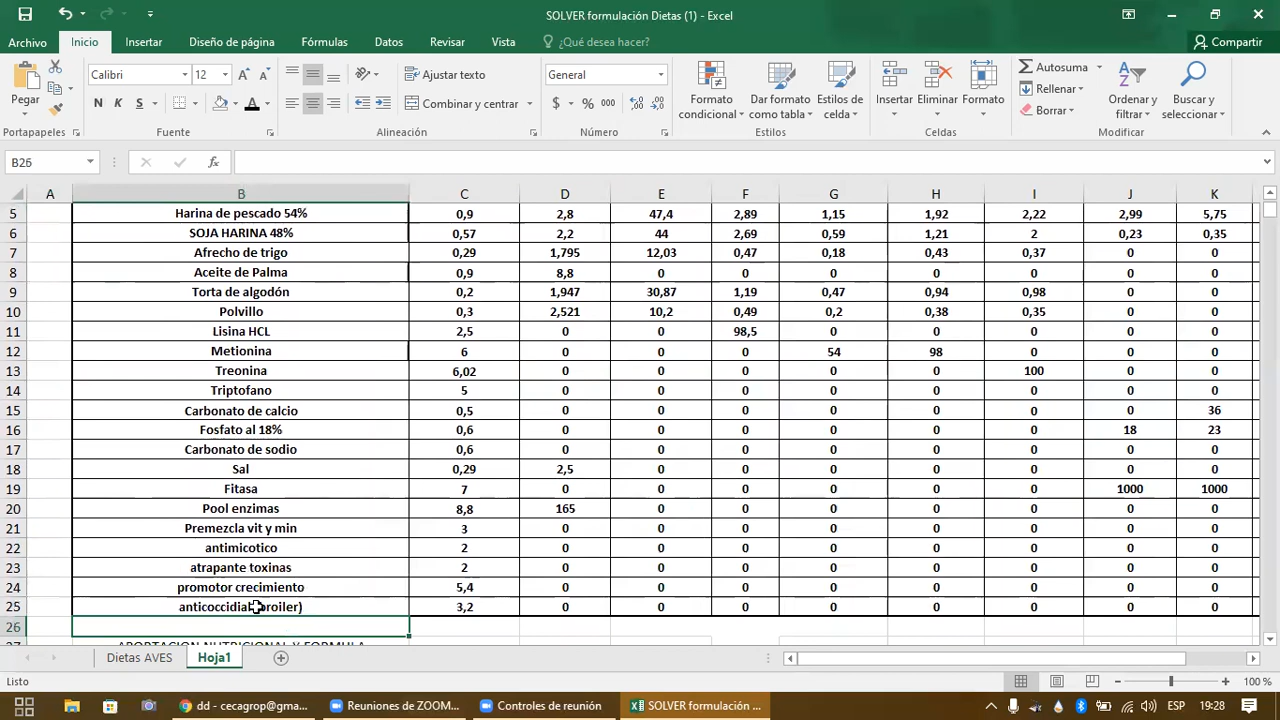 SOLVER formulación Dietas (1) - Excel
Archivo Inicio Insertar Diseño de página Fórmulas Datos Revisar Vista ¿Qué desea hacer? Compartir
Calibri 12 Ajustar texto General Autosuma
Pegar N K S A Combinar y centrar $ % 000 Formato condicional Dar formato como tabla Estilos de celda Insertar Eliminar Formato Rellenar Borrar Ordenar y filtrar Buscar y seleccionar
Portapapeles Fuente Alineación Número Estilos Celdas Modificar
B26 fx
A B C D E F G H I J K
5 Harina de pescado 54% 0,9 2,8 47,4 2,89 1,15 1,92 2,22 2,99 5,75
6 SOJA HARINA 48% 0,57 2,2 44 2,69 0,59 1,21 2 0,23 0,35
7 Afrecho de trigo 0,29 1,795 12,03 0,47 0,18 0,43 0,37 0 0
8 Aceite de Palma 0,9 8,8 0 0 0 0 0 0 0
9 Torta de algodón 0,2 1,947 30,87 1,19 0,47 0,94 0,98 0 0
10 Polvillo 0,3 2,521 10,2 0,49 0,2 0,38 0,35 0 0
11 Lisina HCL 2,5 0 0 98,5 0 0 0 0 0
12 Metionina 6 0 0 0 54 98 0 0 0
13 Treonina 6,02 0 0 0 0 0 100 0 0
14 Triptofano 5 0 0 0 0 0 0 0 0
15 Carbonato de calcio 0,5 0 0 0 0 0 0 0 36
16 Fosfato al 18% 0,6 0 0 0 0 0 0 18 23
17 Carbonato de sodio 0,6 0 0 0 0 0 0 0 0
18 Sal 0,29 2,5 0 0 0 0 0 0 0
19 Fitasa 7 0 0 0 0 0 0 1000 1000
20 Pool enzimas 8,8 165 0 0 0 0 0 0 0
21 Premezcla vit y min 3 0 0 0 0 0 0 0 0
22 antimicotico 2 0 0 0 0 0 0 0 0
23 atrapante toxinas 2 0 0 0 0 0 0 0 0
24 promotor crecimiento 5,4 0 0 0 0 0 0 0 0
25 anticoccidial broiler) 3,2 0 0 0 0 0 0 0 0
26
27 APORTACION NUTRICIONAL Y FORMULA
Dietas AVES Hoja1
Listo 100 %
dd - cecagrop@gma... Reuniones de ZOOM... Controles de reunión SOLVER formulación ... ESP 19:28